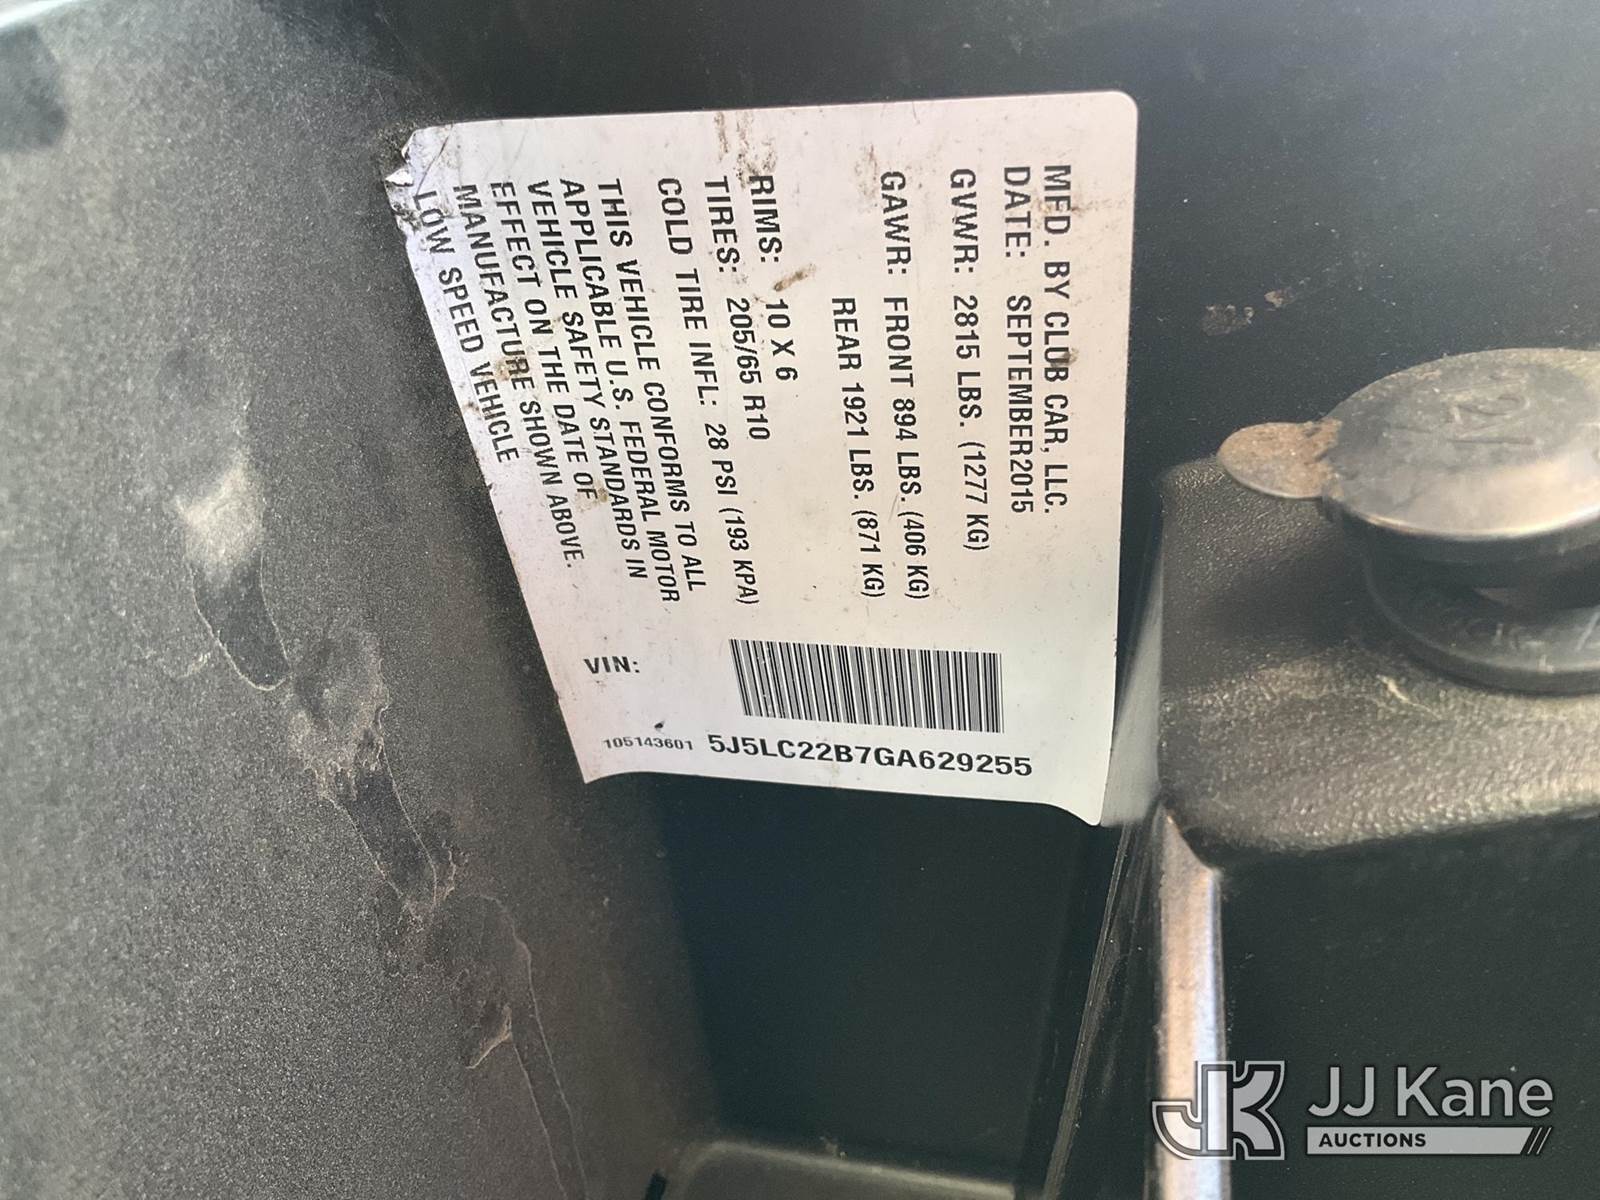 MFD. BY CLUB CAR, LLC.
DATE: SEPTEMBER2015
GVWR: 2815 LBS. (1277 KG)
GAWR: FRONT 894 LBS. (406 KG)
REAR 1921 LBS. (871 KG)
RIMS: 10 X 6
TIRES: 205/65 R10
COLD TIRE INFL: 28 PSI (193 KPA)
THIS VEHICLE CONFORMS TO ALL
APPLICABLE U.S. FEDERAL MOTOR
VEHICLE SAFETY STANDARDS IN
EFFECT ON THE DATE OF
MANUFACTURE SHOWN ABOVE.
LOW SPEED VEHICLE
VIN:
105143601 5J5LC22B7GA629255
12V
JK JJ Kane
AUCTIONS